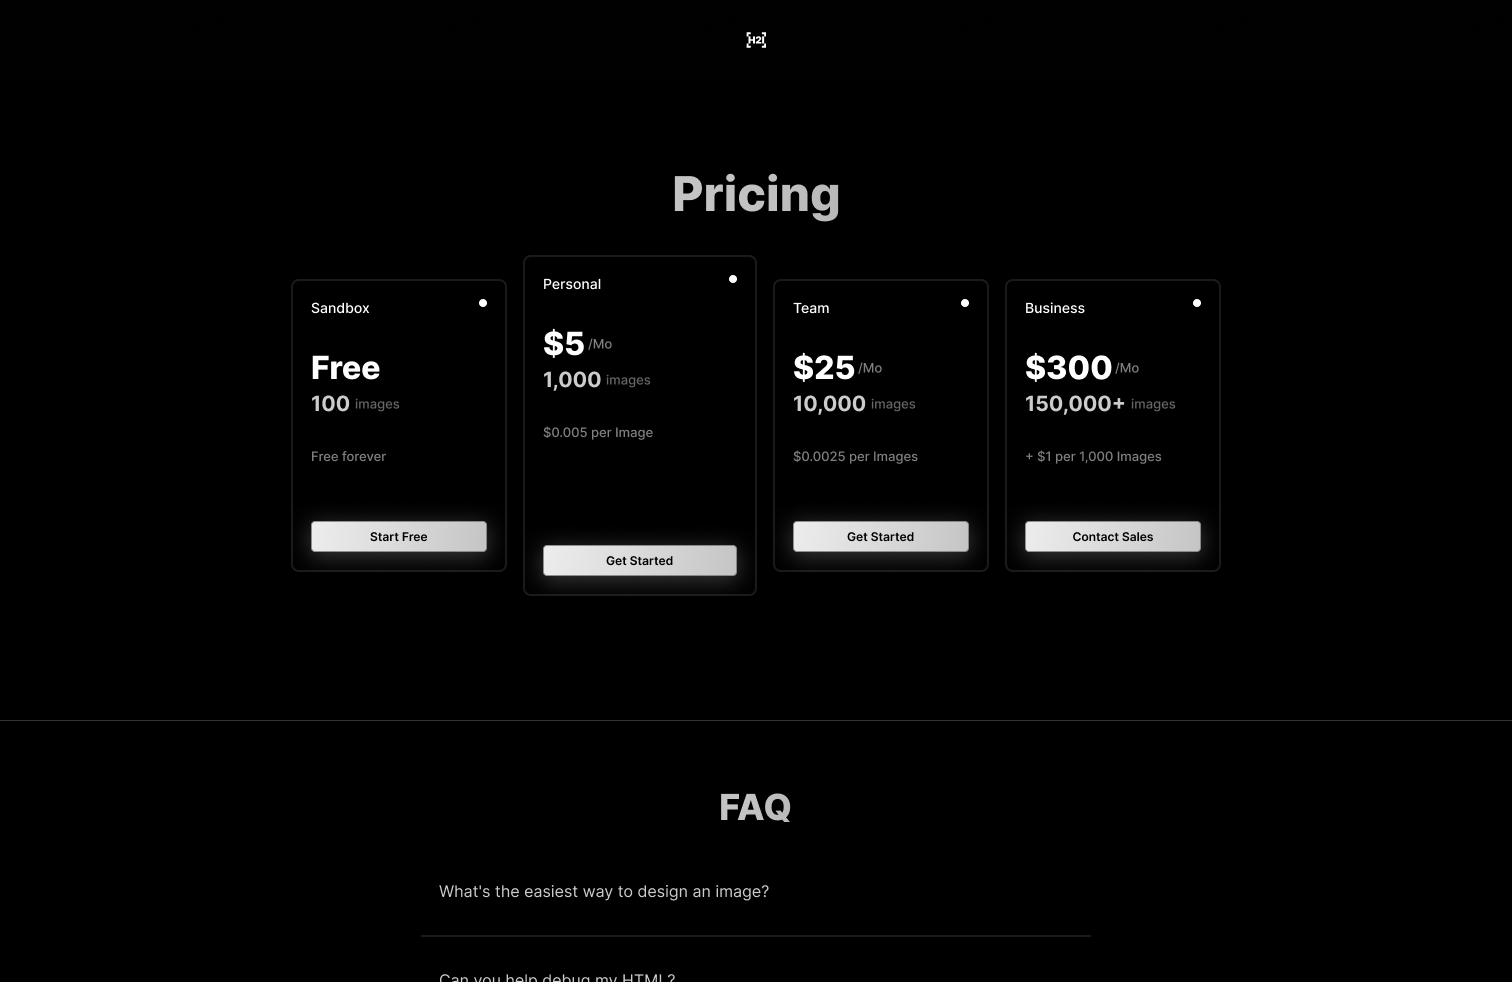 [H2I]
Pricing
Sandbox
Free
100 images
Free forever
Start Free
Personal
$5 /Mo
1,000 images
$0.005 per Image
Get Started
Team
$25 /Mo
10,000 images
$0.0025 per Images
Get Started
Business
$300 /Mo
150,000+ images
+ $1 per 1,000 Images
Contact Sales
FAQ
What's the easiest way to design an image?
Can you help debug my HTML?